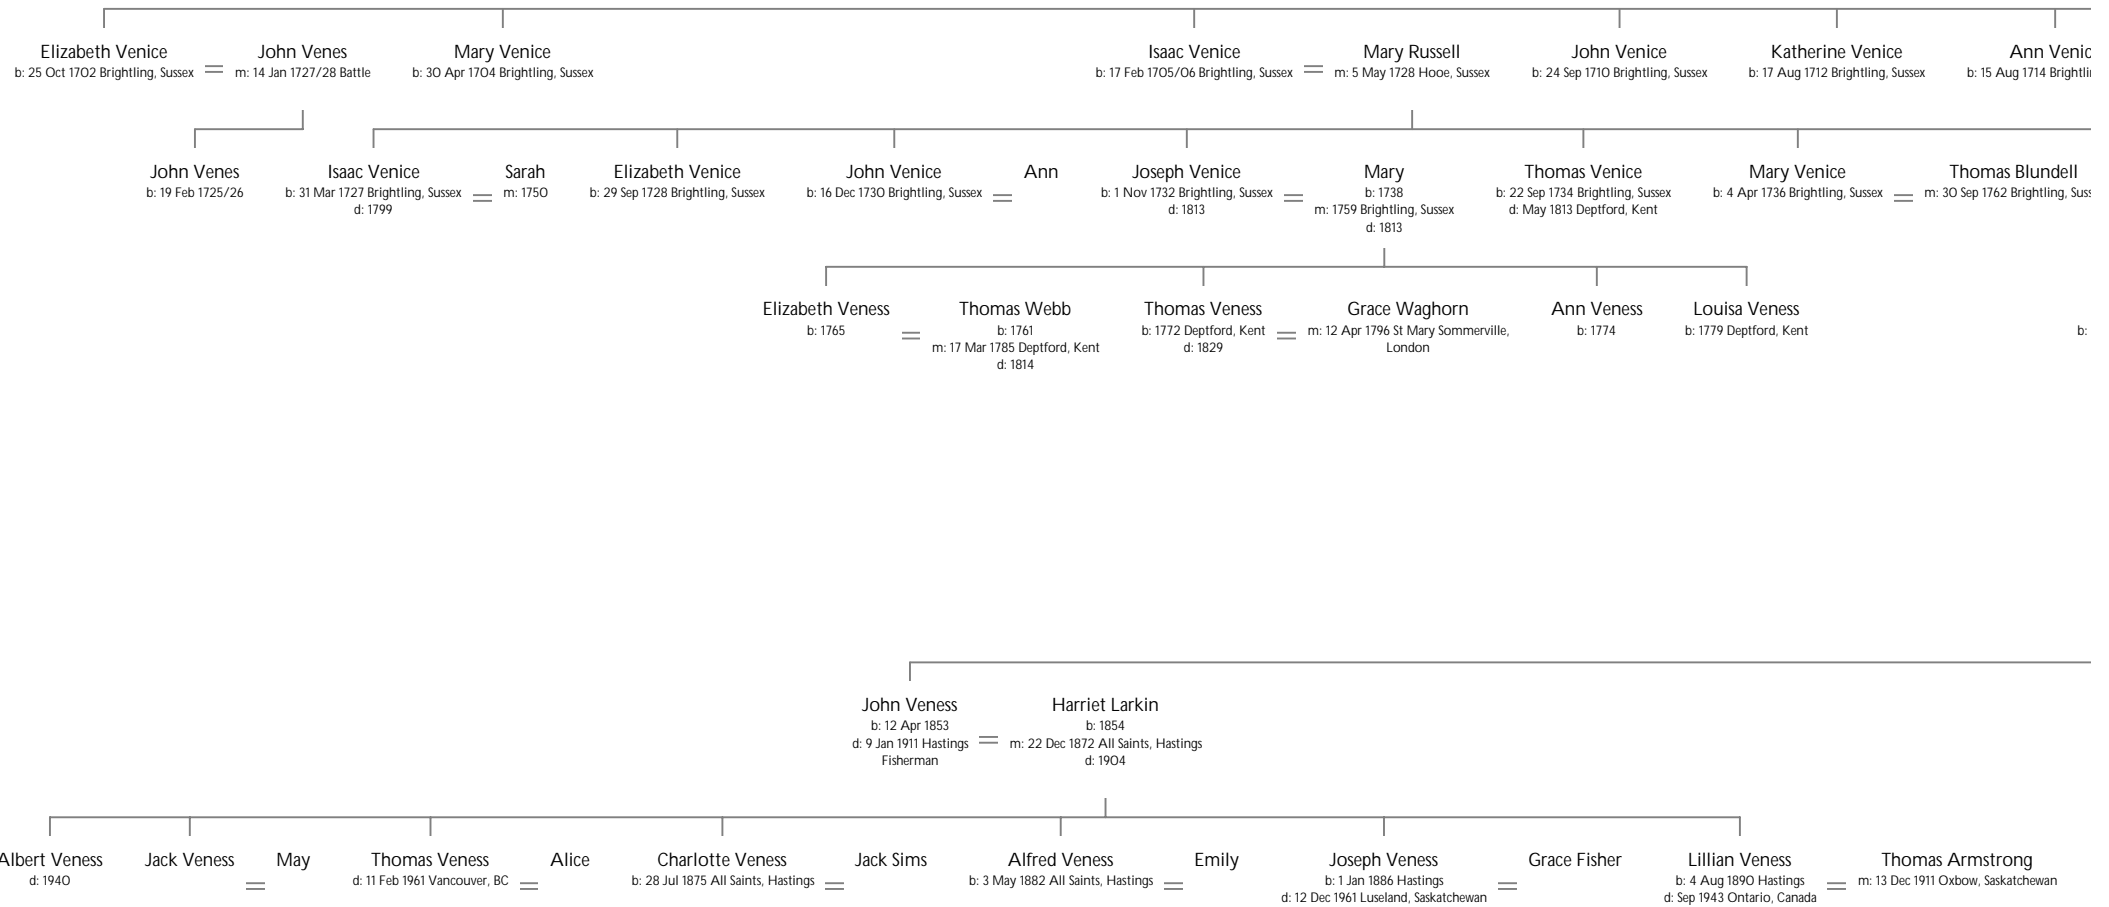 Elizabeth Venice
b: 25 Oct 1702 Brightling, Sussex
John Venes
m: 14 Jan 1727/28 Battle
Mary Venice
b: 30 Apr 1704 Brightling, Sussex
Isaac Venice
b: 17 Feb 1705/06 Brightling, Sussex
Mary Russell
m: 5 May 1728 Hooe, Sussex
John Venice
b: 24 Sep 1710 Brightling, Sussex
Katherine Venice
b: 17 Aug 1712 Brightling, Sussex
Ann Venic
b: 15 Aug 1714 Brightli
John Venes
b: 19 Feb 1725/26
Isaac Venice
b: 31 Mar 1727 Brightling, Sussex
d: 1799
Sarah
m: 1750
Elizabeth Venice
b: 29 Sep 1728 Brightling, Sussex
John Venice
b: 16 Dec 1730 Brightling, Sussex
Ann
Joseph Venice
b: 1 Nov 1732 Brightling, Sussex
d: 1813
Mary
b: 1738
m: 1759 Brightling, Sussex
d: 1813
Thomas Venice
b: 22 Sep 1734 Brightling, Sussex
d: May 1813 Deptford, Kent
Mary Venice
b: 4 Apr 1736 Brightling, Sussex
Thomas Blundell
m: 30 Sep 1762 Brightling, Suss
Elizabeth Veness
b: 1765
Thomas Webb
b: 1761
m: 17 Mar 1785 Deptford, Kent
d: 1814
Thomas Veness
b: 1772 Deptford, Kent
d: 1829
Grace Waghorn
m: 12 Apr 1796 St Mary Sommerville,
London
Ann Veness
b: 1774
Louisa Veness
b: 1779 Deptford, Kent
b:
John Veness
b: 12 Apr 1853
d: 9 Jan 1911 Hastings
Fisherman
Harriet Larkin
b: 1854
m: 22 Dec 1872 All Saints, Hastings
d: 1904
Albert Veness
d: 1940
Jack Veness
May
Thomas Veness
d: 11 Feb 1961 Vancouver, BC
Alice
Charlotte Veness
b: 28 Jul 1875 All Saints, Hastings
Jack Sims
Alfred Veness
b: 3 May 1882 All Saints, Hastings
Emily
Joseph Veness
b: 1 Jan 1886 Hastings
d: 12 Dec 1961 Luseland, Saskatchewan
Grace Fisher
Lillian Veness
b: 4 Aug 1890 Hastings
d: Sep 1943 Ontario, Canada
Thomas Armstrong
m: 13 Dec 1911 Oxbow, Saskatchewan